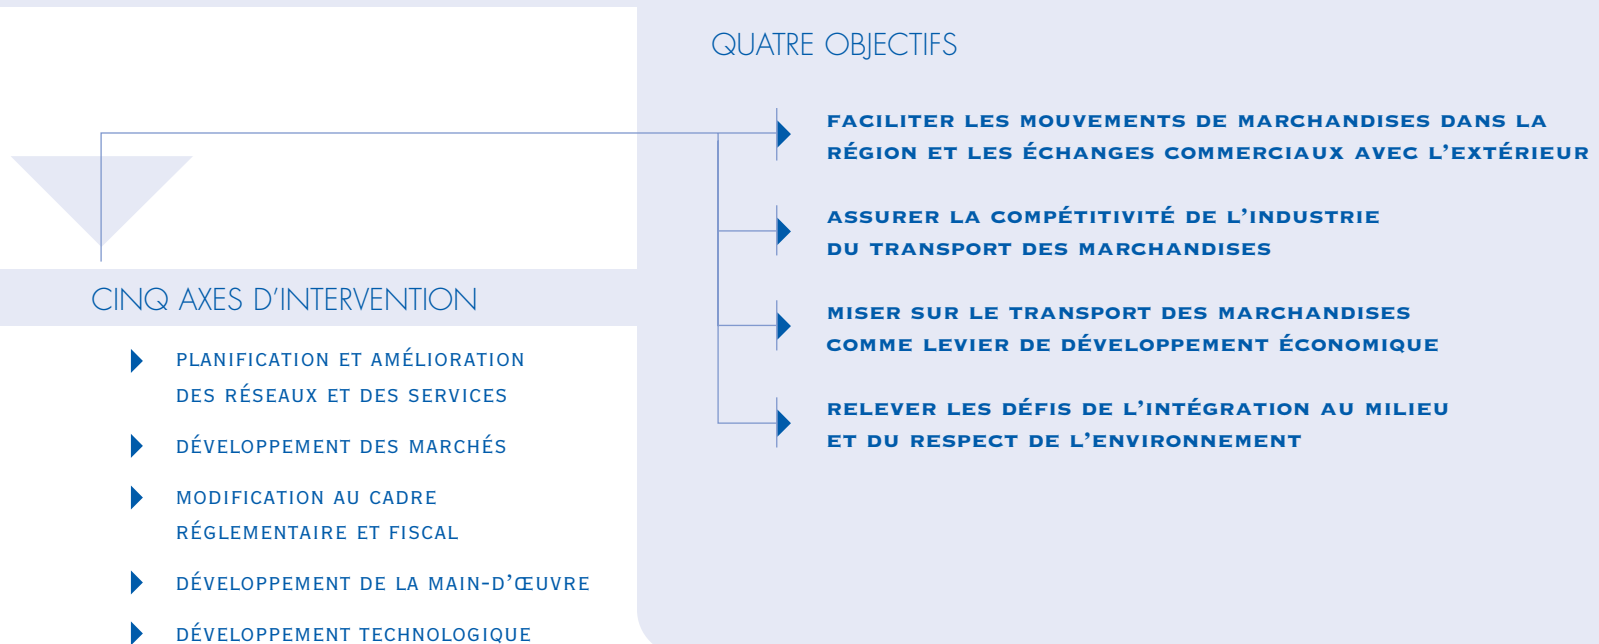 QUATRE OBJECTIFS
FACILITER LES MOUVEMENTS DE MARCHANDISES DANS LA
RÉGION ET LES ÉCHANGES COMMERCIAUX AVEC L’EXTÉRIEUR
ASSURER LA COMPÉTITIVITÉ DE L’INDUSTRIE
DU TRANSPORT DES MARCHANDISES
MISER SUR LE TRANSPORT DES MARCHANDISES
COMME LEVIER DE DÉVELOPPEMENT ÉCONOMIQUE
RELEVER LES DÉFIS DE L’INTÉGRATION AU MILIEU
ET DU RESPECT DE L’ENVIRONNEMENT
CINQ AXES D’INTERVENTION
PLANIFICATION ET AMÉLIORATION
DES RÉSEAUX ET DES SERVICES
DÉVELOPPEMENT DES MARCHÉS
MODIFICATION AU CADRE
RÉGLEMENTAIRE ET FISCAL
DÉVELOPPEMENT DE LA MAIN-D’ŒUVRE
DÉVELOPPEMENT TECHNOLOGIQUE